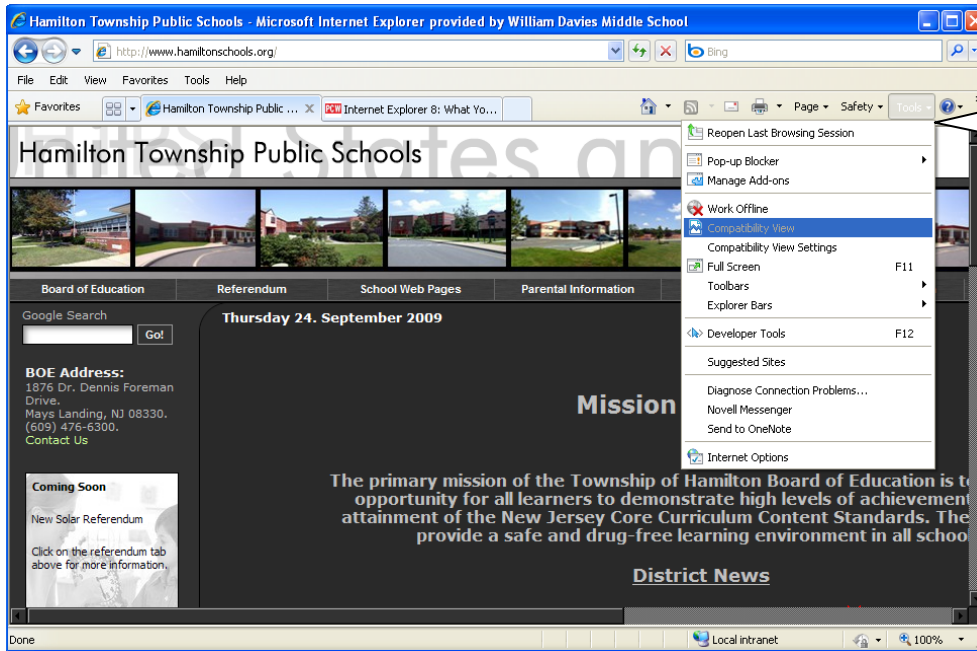 Hamilton Township Public Schools - Microsoft Internet Explorer provided by William Davies Middle School
http://www.hamiltonschools.org/
Bing
File Edit View Favorites Tools Help
Favorites
Hamilton Township Public ...
PCW Internet Explorer 8: What Yo...
Page Safety Tools
Hamilton Township Public Schools
United States an
Reopen Last Browsing Session
Pop-up Blocker
Manage Add-ons
Work Offline
Compatibility View
Compatibility View Settings
Full Screen F11
Toolbars
Explorer Bars
Developer Tools F12
Suggested Sites
Diagnose Connection Problems...
Novell Messenger
Send to OneNote
Internet Options
Board of Education Referendum School Web Pages Parental Information
Google Search
Go!
Thursday 24. September 2009
BOE Address:
1876 Dr. Dennis Foreman
Drive.
Mays Landing, NJ 08330.
(609) 476-6300.
Contact Us
Coming Soon
New Solar Referendum
Click on the referendum tab
above for more information.
Mission
The primary mission of the Township of Hamilton Board of Education is to
opportunity for all learners to demonstrate high levels of achievement
attainment of the New Jersey Core Curriculum Content Standards. The
provide a safe and drug-free learning environment in all schoo
District News
Done
Local intranet
100%